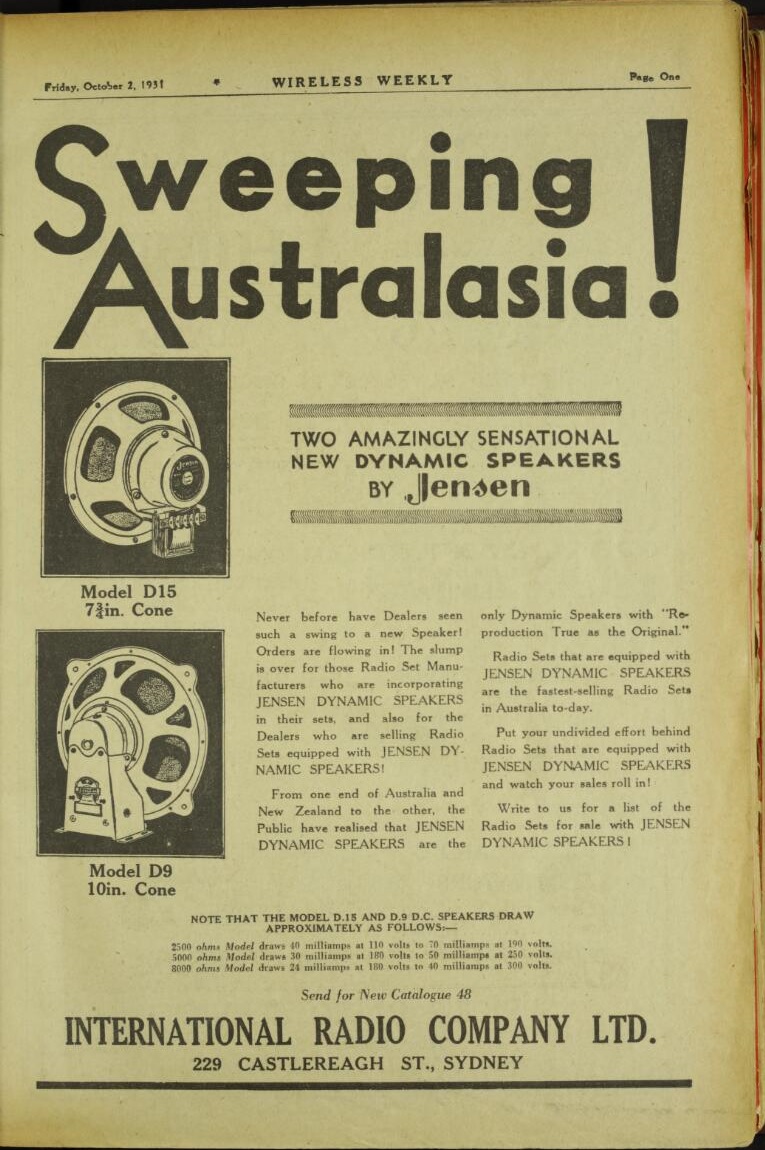 Friday, October 2, 1931 * WIRELESS WEEKLY Page One
Sweeping
Australasia!
TWO AMAZINGLY SENSATIONAL
NEW DYNAMIC SPEAKERS
BY Jensen
Jensen
Model D15
7¾in. Cone
Model D9
10in. Cone
Never before have Dealers seen
such a swing to a new Speaker!
Orders are flowing in! The slump
is over for those Radio Set Manu-
facturers who are incorporating
JENSEN DYNAMIC SPEAKERS
in their sets, and also for the
Dealers who are selling Radio
Sets equipped with JENSEN DY-
NAMIC SPEAKERS!
From one end of Australia and
New Zealand to the other, the
Public have realised that JENSEN
DYNAMIC SPEAKERS are the
only Dynamic Speakers with "Re-
production True as the Original."
Radio Sets that are equipped with
JENSEN DYNAMIC SPEAKERS
are the fastest-selling Radio Sets
in Australia to-day.
Put your undivided effort behind
Radio Sets that are equipped with
JENSEN DYNAMIC SPEAKERS
and watch your sales roll in!
Write to us for a list of the
Radio Sets for sale with JENSEN
DYNAMIC SPEAKERS!
NOTE THAT THE MODEL D.15 AND D.9 D.C. SPEAKERS DRAW
APPROXIMATELY AS FOLLOWS:—
2500 ohms Model draws 40 milliamps at 110 volts to 70 milliamps at 190 volts.
5000 ohms Model draws 30 milliamps at 180 volts to 50 milliamps at 250 volts.
8000 ohms Model draws 24 milliamps at 180 volts to 40 milliamps at 300 volts.
Send for New Catalogue 48
INTERNATIONAL RADIO COMPANY LTD.
229 CASTLEREAGH ST., SYDNEY